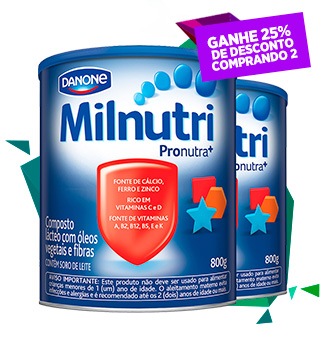 GANHE 25%
DE DESCONTO
COMPRANDO 2
DANONE
Milnutri
Pronutra+
FONTE DE CÁLCIO,
FERRO E ZINCO
RICO EM
VITAMINAS C e D
FONTE DE VITAMINAS
A, B2, B12, B5, E e K
Composto
lácteo com óleos
vegetais e fibras
CONTÉM SORO DE LEITE
800g
AVISO IMPORTANTE: Este produto não deve ser usado para alimentar
crianças menores de 1 (um) ano de idade. O aleitamento materno evita
infecções e alergias e é recomendado até os 2 (dois) anos de idade ou mais.
tri
800g